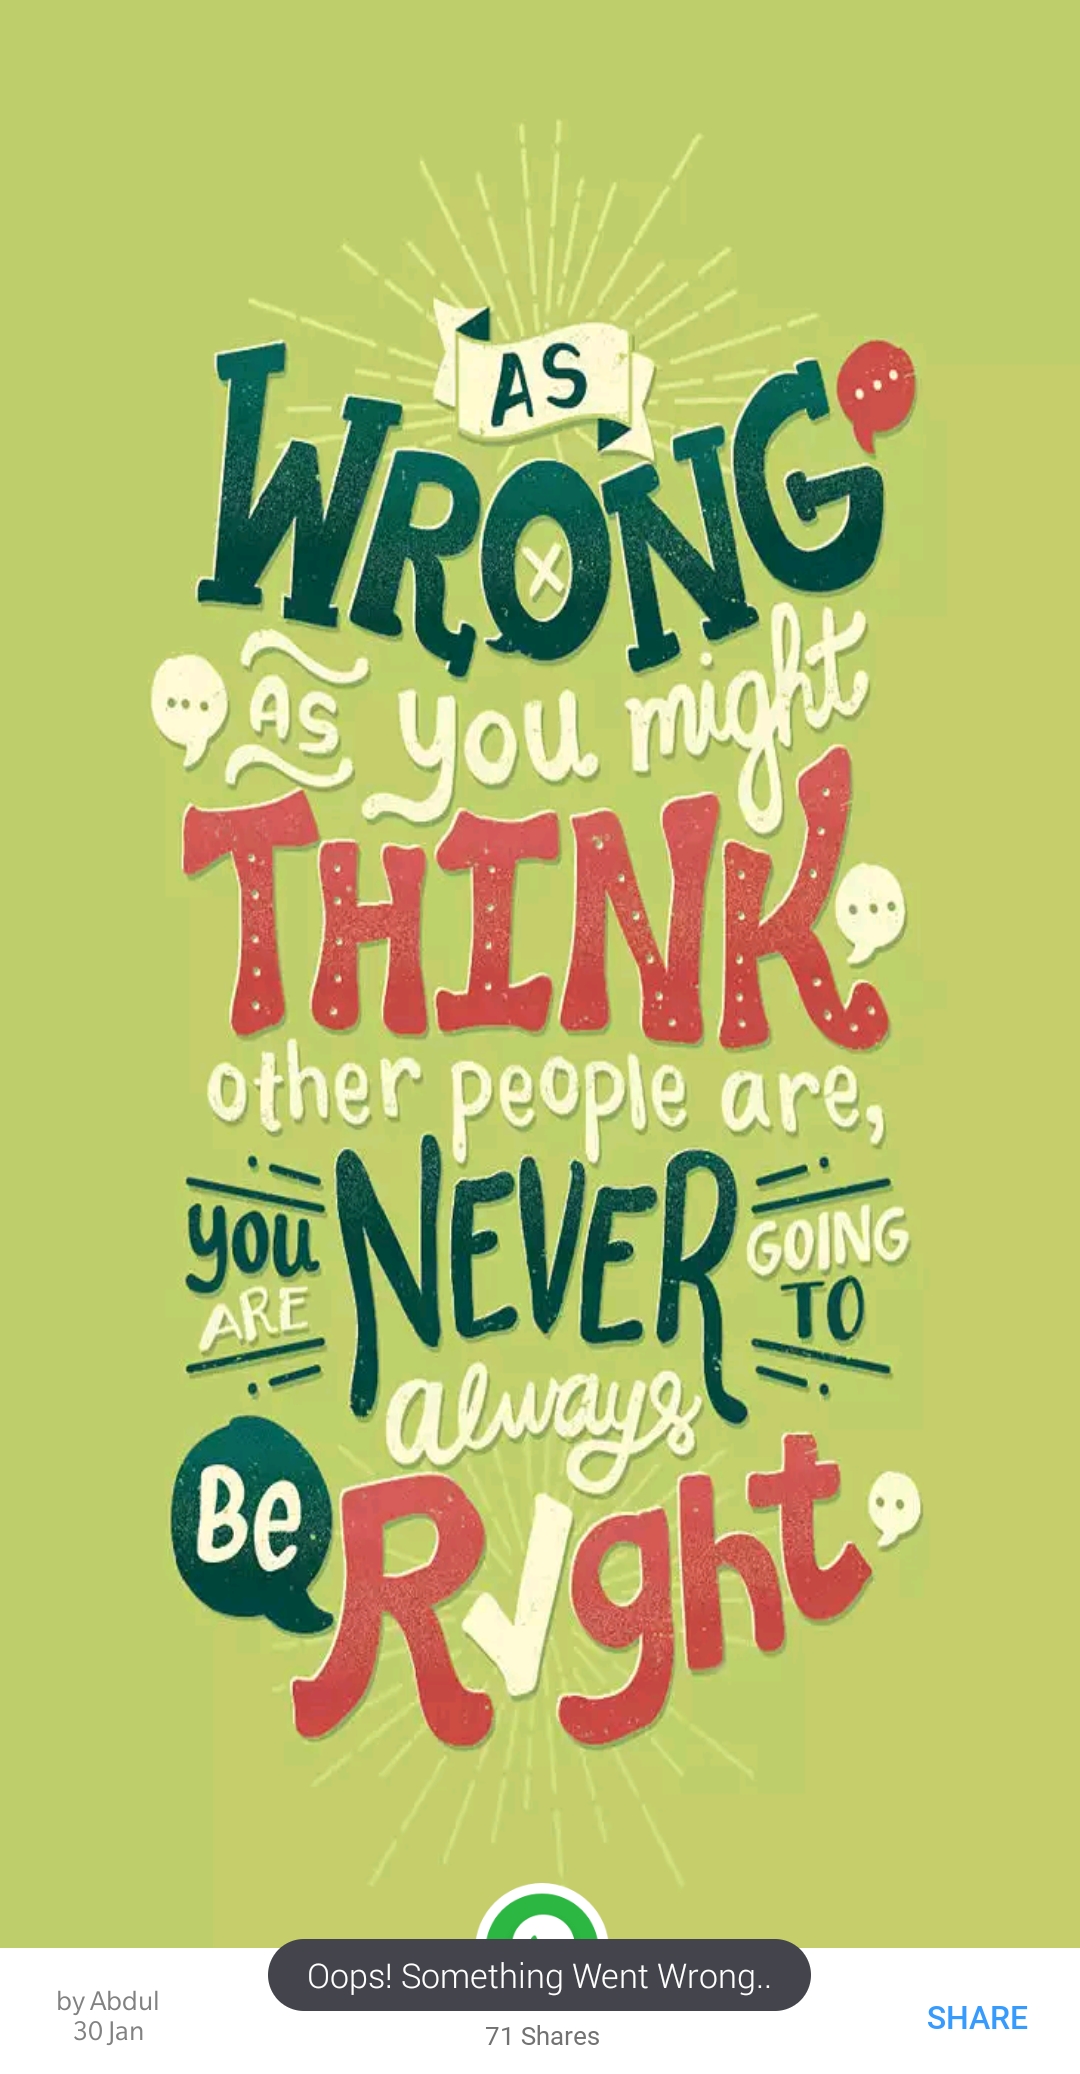 AS
WRONG
AS you might
THINK
other people are,
you ARE NEVER GOING TO
always
Be Right
Oops! Something Went Wrong..
by Abdul
30 Jan
71 Shares
SHARE